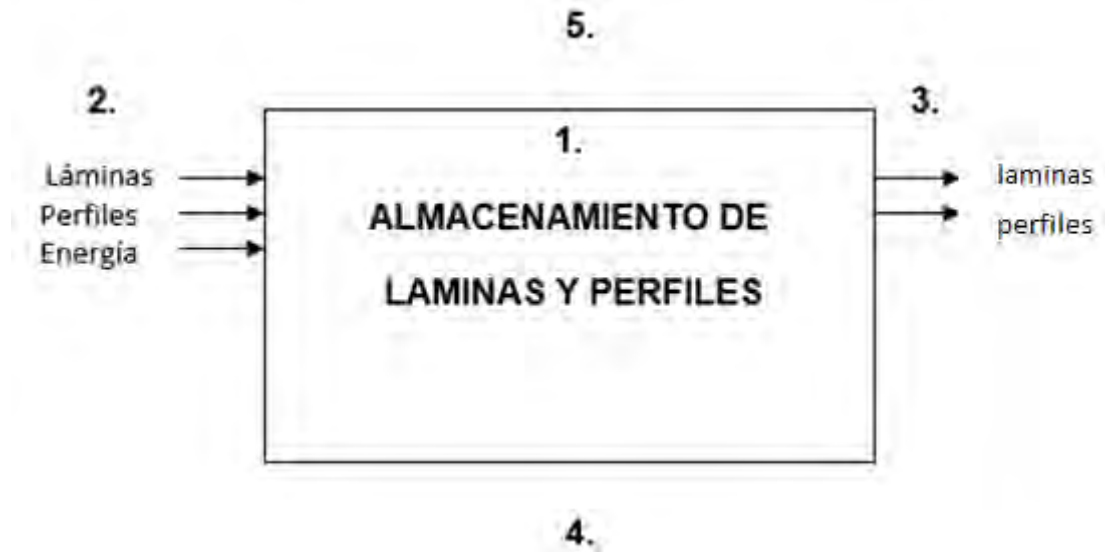 5.
2.
3.
1.
Láminas
Perfiles
Energía
ALMACENAMIENTO DE
LAMINAS Y PERFILES
laminas
perfiles
4.